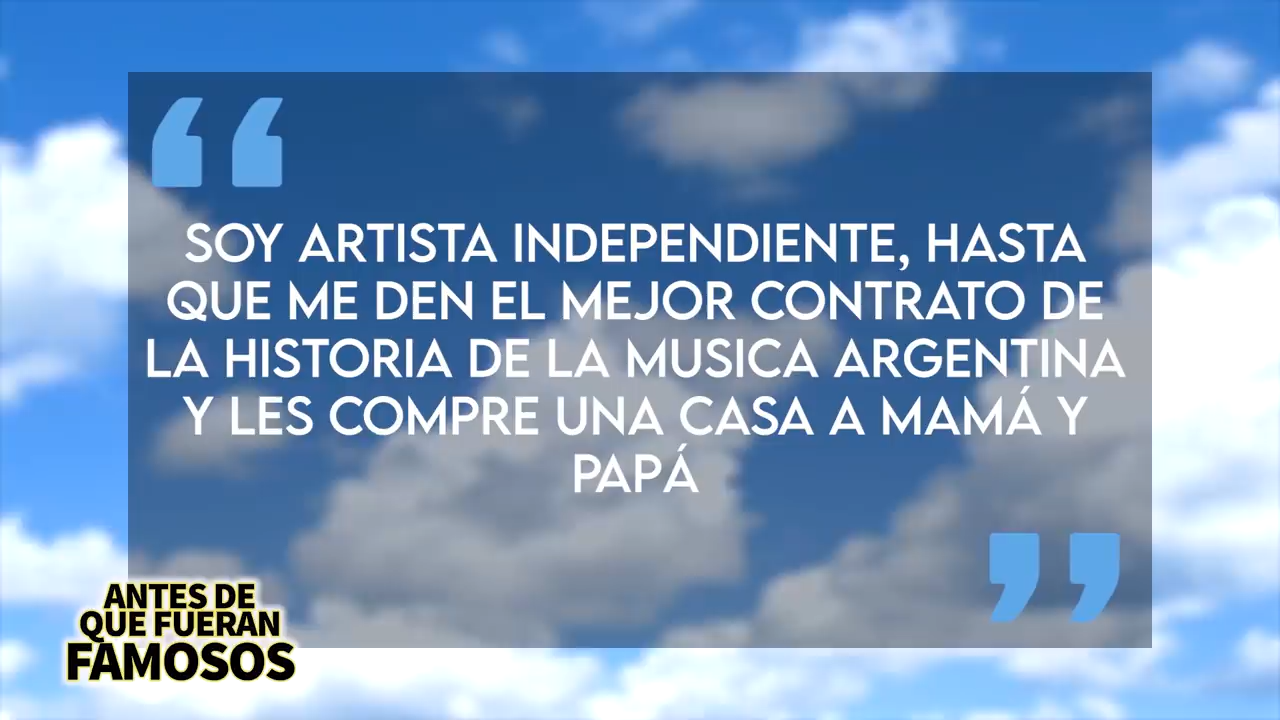 “
SOY ARTISTA INDEPENDIENTE, HASTA
QUE ME DEN EL MEJOR CONTRATO DE
LA HISTORIA DE LA MUSICA ARGENTINA
Y LES COMPRE UNA CASA A MAMÁ Y
PAPÁ
”
ANTES DE
QUE FUERAN
FAMOSOS